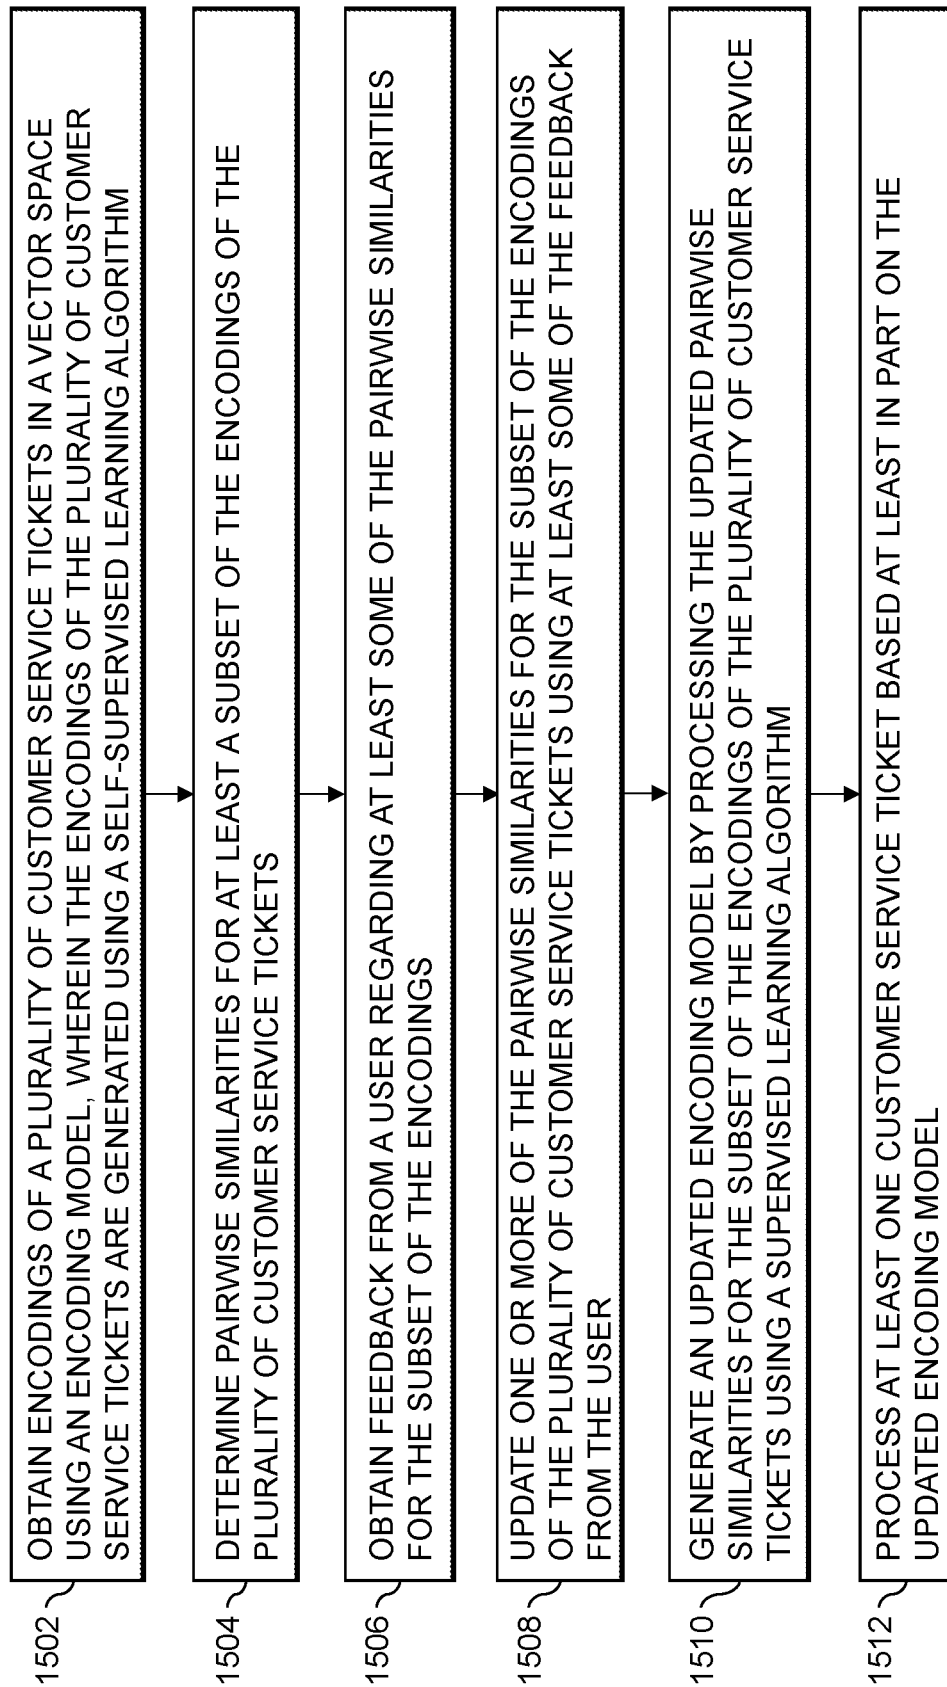 OBTAIN ENCODINGS OF A PLURALITY OF CUSTOMER SERVICE TICKETS IN A VECTOR SPACE
USING AN ENCODING MODEL, WHEREIN THE ENCODINGS OF THE PLURALITY OF CUSTOMER
SERVICE TICKETS ARE GENERATED USING A SELF-SUPERVISED LEARNING ALGORITHM
1502
DETERMINE PAIRWISE SIMILARITIES FOR AT LEAST A SUBSET OF THE ENCODINGS OF THE
PLURALITY OF CUSTOMER SERVICE TICKETS
1504
OBTAIN FEEDBACK FROM A USER REGARDING AT LEAST SOME OF THE PAIRWISE SIMILARITIES
FOR THE SUBSET OF THE ENCODINGS
1506
UPDATE ONE OR MORE OF THE PAIRWISE SIMILARITIES FOR THE SUBSET OF THE ENCODINGS
OF THE PLURALITY OF CUSTOMER SERVICE TICKETS USING AT LEAST SOME OF THE FEEDBACK
FROM THE USER
1508
GENERATE AN UPDATED ENCODING MODEL BY PROCESSING THE UPDATED PAIRWISE
SIMILARITIES FOR THE SUBSET OF THE ENCODINGS OF THE PLURALITY OF CUSTOMER SERVICE
TICKETS USING A SUPERVISED LEARNING ALGORITHM
1510
PROCESS AT LEAST ONE CUSTOMER SERVICE TICKET BASED AT LEAST IN PART ON THE
UPDATED ENCODING MODEL
1512